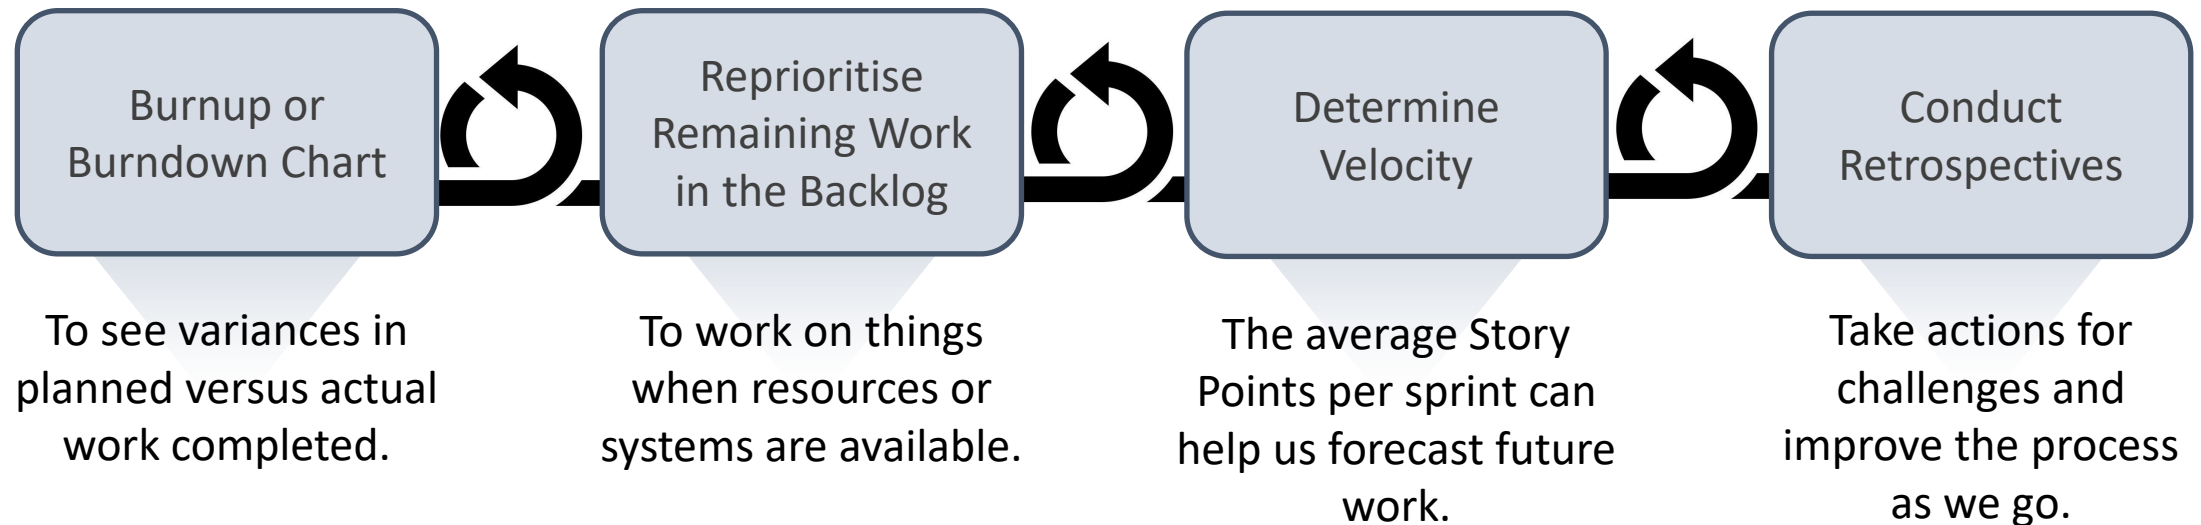 Burnup or
Burndown Chart
To see variances in
planned versus actual
work completed.
Reprioritise
Remaining Work
in the Backlog
To work on things
when resources or
systems are available.
Determine
Velocity
The average Story
Points per sprint can
help us forecast future
work.
Conduct
Retrospectives
Take actions for
challenges and
improve the process
as we go.